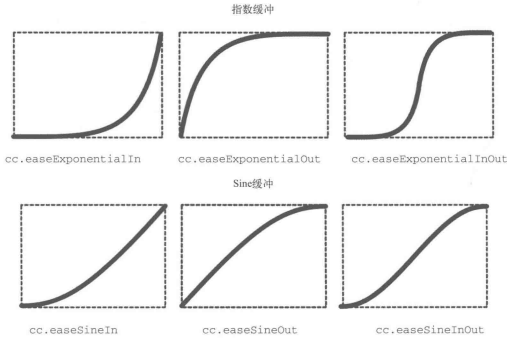 指数缓冲
cc.easeExponentialIn
cc.easeExponentialOut
cc.easeExponentialInOut
Sine缓冲
cc.easeSineIn
cc.easeSineOut
cc.easeSineInOut